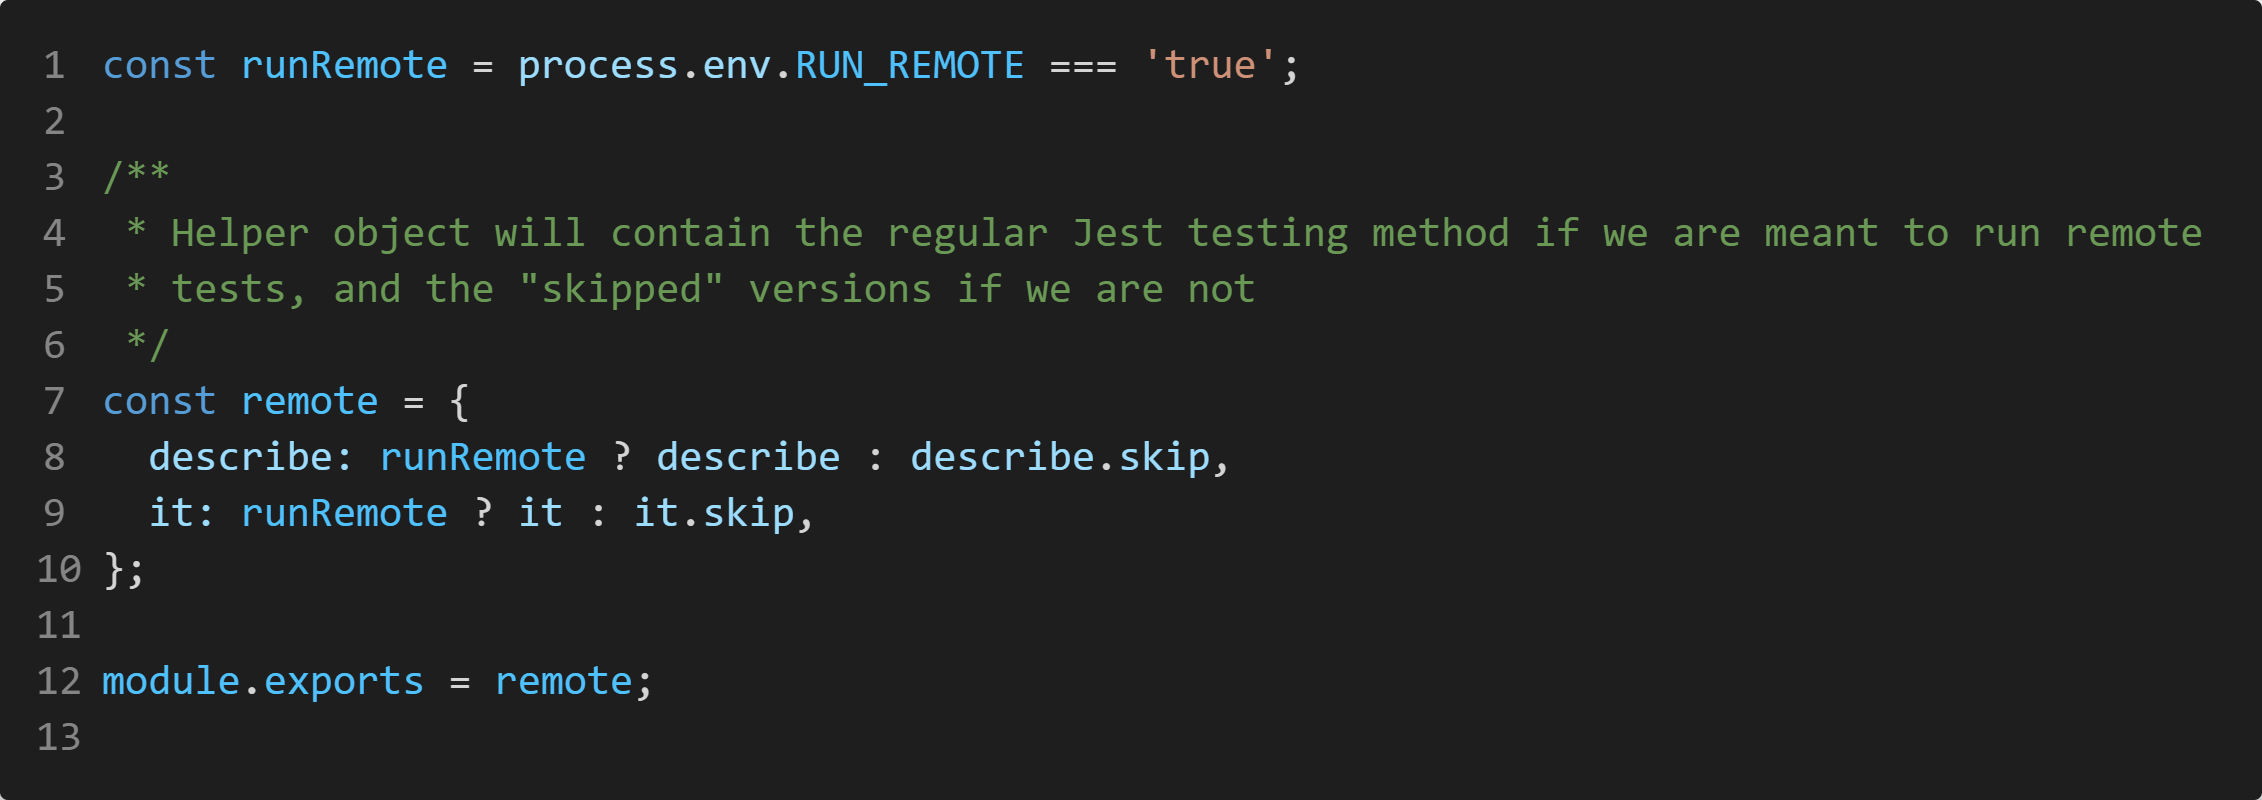 1 const runRemote = process.env.RUN_REMOTE === 'true';
2
3 /**
4  * Helper object will contain the regular Jest testing method if we are meant to run remote
5  * tests, and the "skipped" versions if we are not
6  */
7 const remote = {
8   describe: runRemote ? describe : describe.skip,
9   it: runRemote ? it : it.skip,
10 };
11
12 module.exports = remote;
13